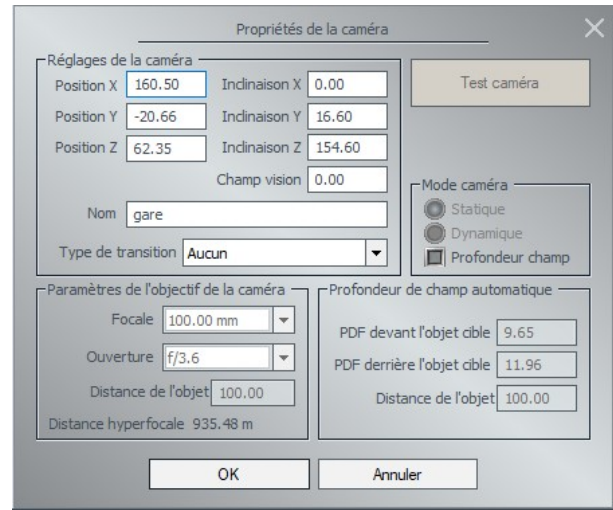 Propriétés de la caméra
Réglages de la caméra
Position X 160.50 Inclinaison X 0.00
Position Y -20.66 Inclinaison Y 16.60
Position Z 62.35 Inclinaison Z 154.60
Champ vision 0.00
Nom gare
Type de transition Aucun
Test caméra
Mode caméra
Statique
Dynamique
Profondeur champ
Paramètres de l'objectif de la caméra
Focale 100.00 mm
Ouverture f/3.6
Distance de l'objet 100.00
Distance hyperfocale 935.48 m
Profondeur de champ automatique
PDF devant l'objet cible 9.65
PDF derrière l'objet cible 11.96
Distance de l'objet 100.00
OK Annuler